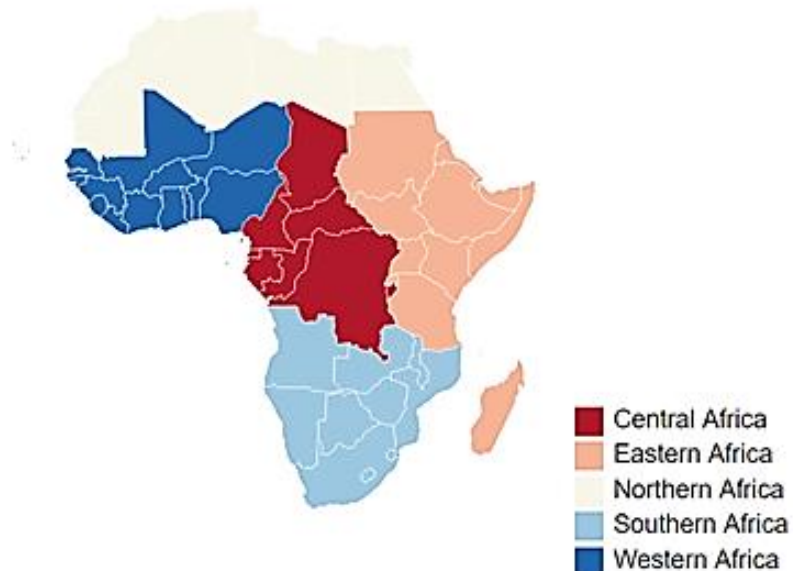 Central Africa
Eastern Africa
Northern Africa
Southern Africa
Western Africa